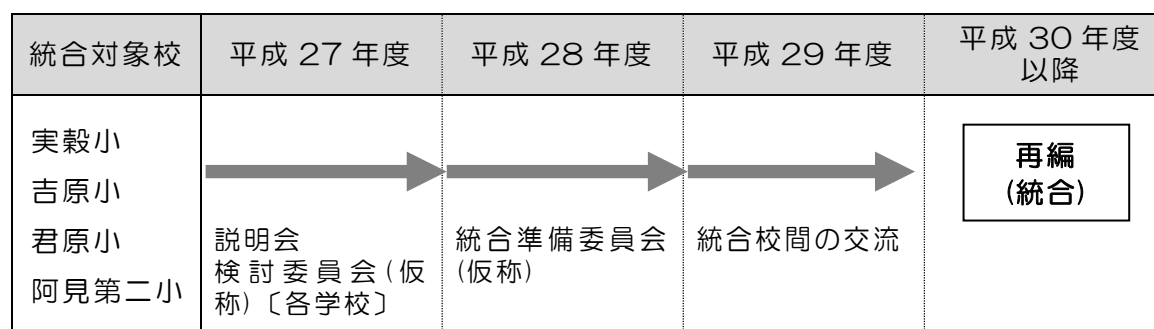 統合対象校
平成 27 年度
平成 28 年度
平成 29 年度
平成 30 年度
以降
実穀小
吉原小
君原小
阿見第二小
説明会
検討委員会(仮
称)〔各学校〕
統合準備委員会
(仮称)
統合校間の交流
再編
(統合)